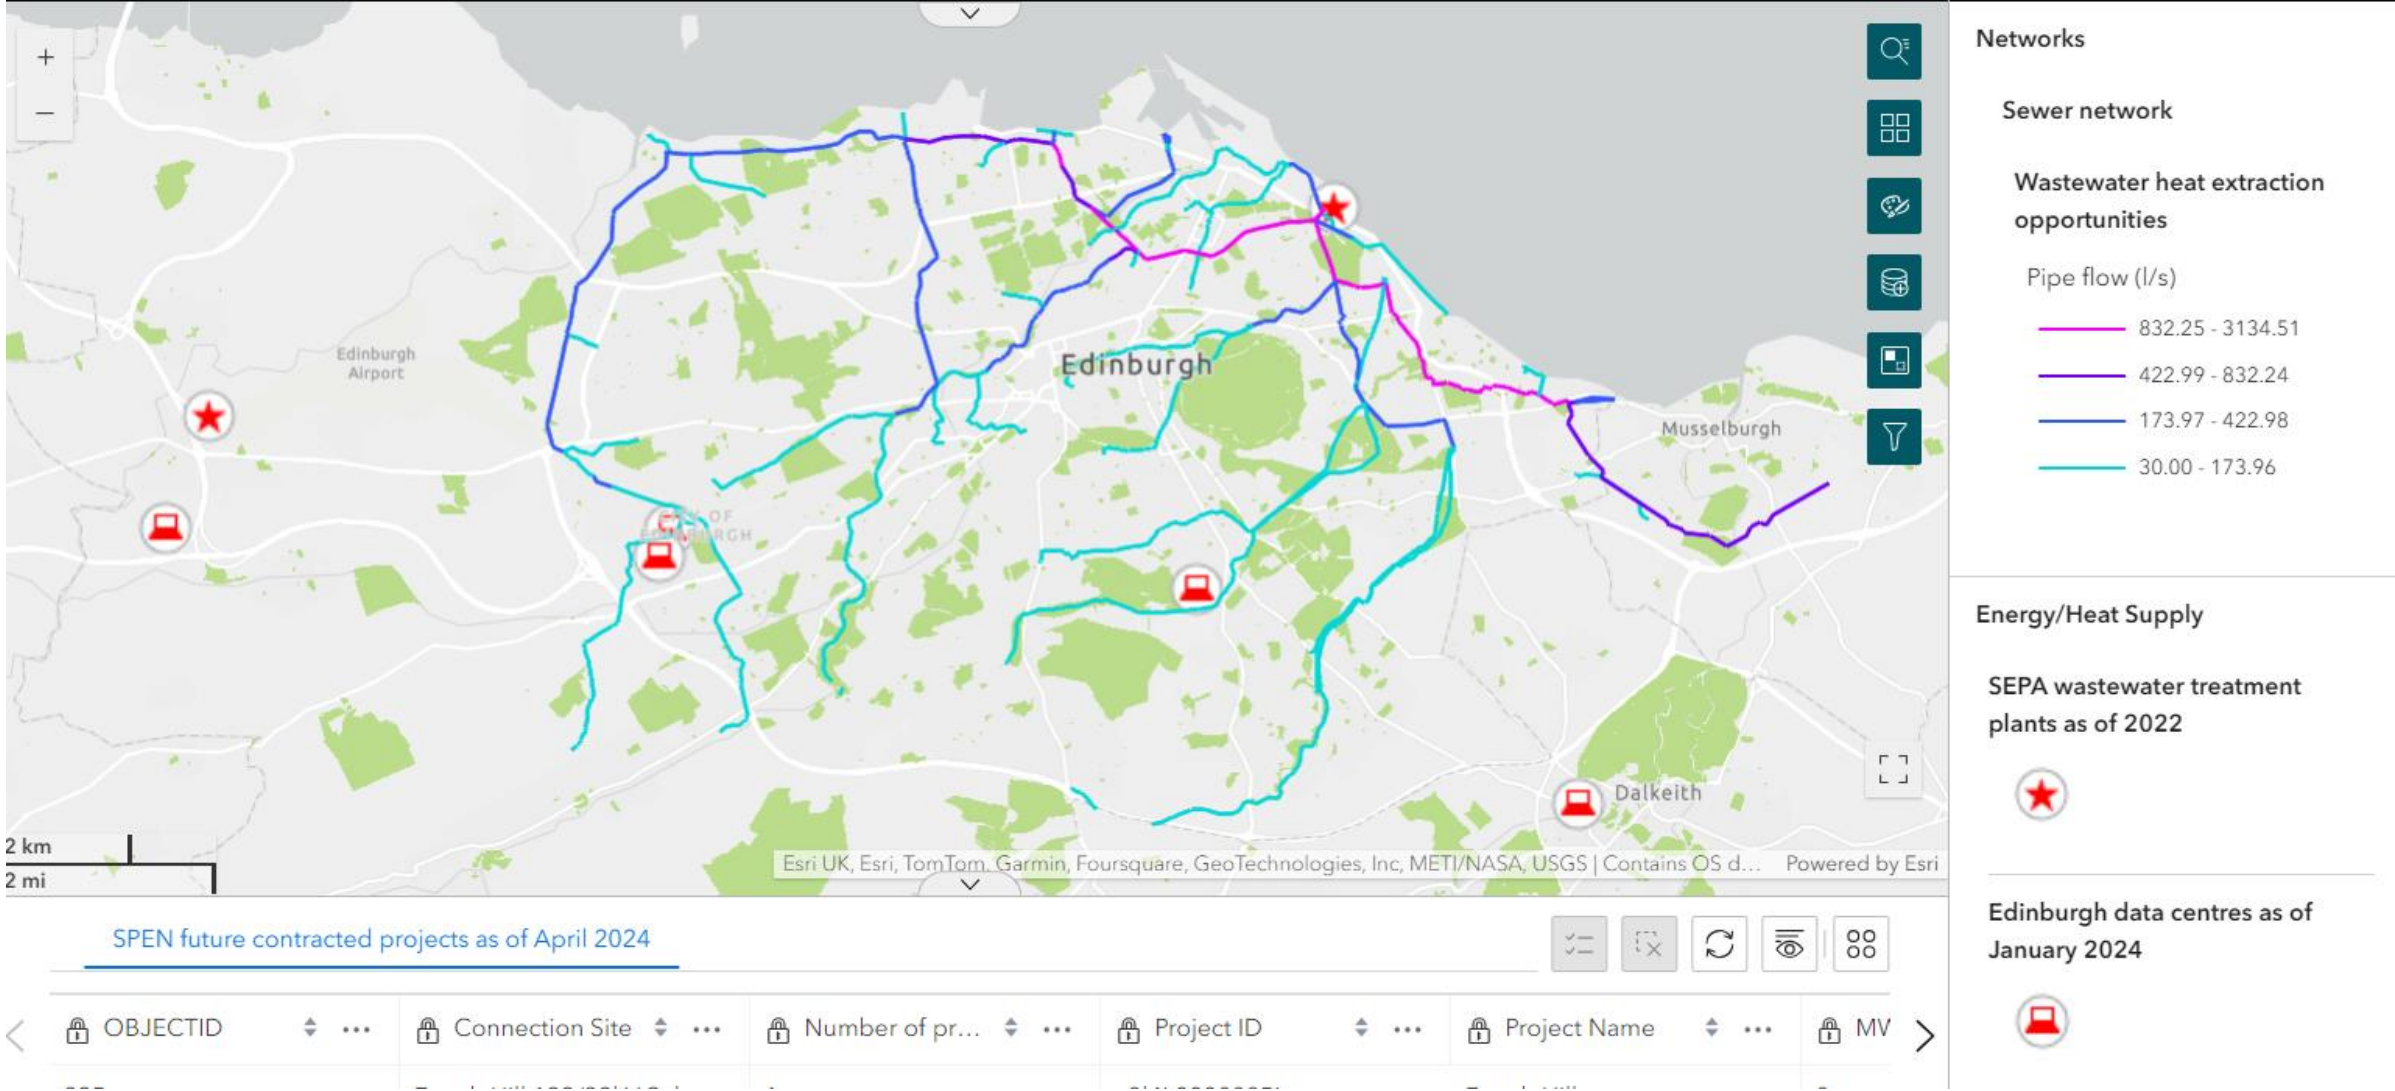 +
−
Edinburgh
Airport
Edinburgh
Musselburgh
CITY OF
EDINBURGH
Dalkeith
2 km
2 mi
Esri UK, Esri, TomTom, Garmin, Foursquare, GeoTechnologies, Inc, METI/NASA, USGS | Contains OS d...
Powered by Esri
Networks
Sewer network
Wastewater heat extraction
opportunities
Pipe flow (l/s)
832.25 - 3134.51
422.99 - 832.24
173.97 - 422.98
30.00 - 173.96
Energy/Heat Supply
SEPA wastewater treatment
plants as of 2022
Edinburgh data centres as of
January 2024
SPEN future contracted projects as of April 2024
OBJECTID ... Connection Site ... Number of pr... ... Project ID ... Project Name ... MV